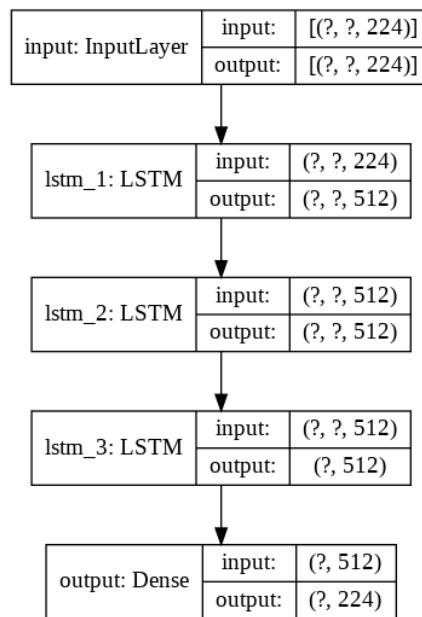 input: InputLayer
input:
[(?, ?, 224)]
output:
[(?, ?, 224)]
lstm_1: LSTM
input:
(?, ?, 224)
output:
(?, ?, 512)
lstm_2: LSTM
input:
(?, ?, 512)
output:
(?, ?, 512)
lstm_3: LSTM
input:
(?, ?, 512)
output:
(?, 512)
output: Dense
input:
(?, 512)
output:
(?, 224)